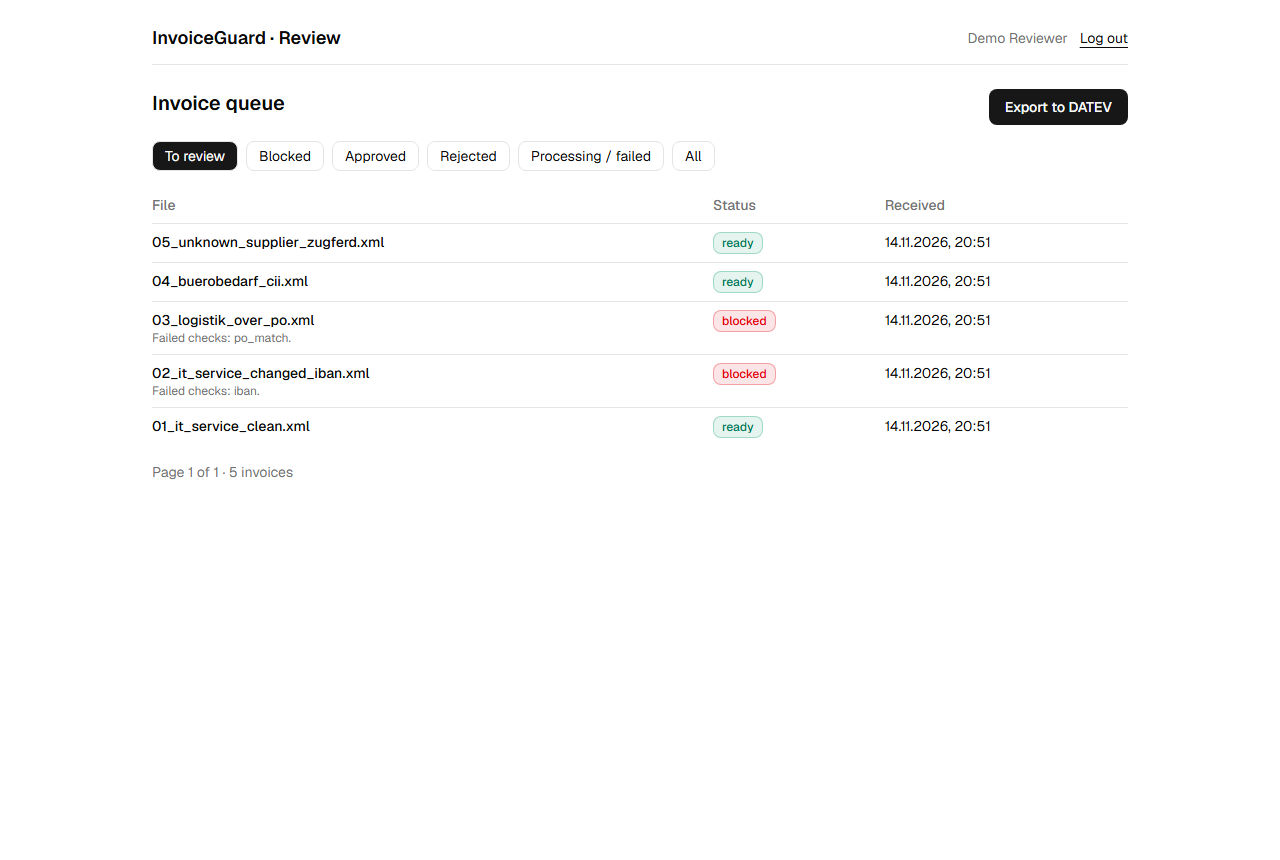 InvoiceGuard · Review
Demo Reviewer Log out
Invoice queue
Export to DATEV
To review Blocked Approved Rejected Processing / failed All
File Status Received
05_unknown_supplier_zugferd.xml ready 14.11.2026, 20:51
04_buerobedarf_cii.xml ready 14.11.2026, 20:51
03_logistik_over_po.xml blocked 14.11.2026, 20:51
Failed checks: po_match.
02_it_service_changed_iban.xml blocked 14.11.2026, 20:51
Failed checks: iban.
01_it_service_clean.xml ready 14.11.2026, 20:51
Page 1 of 1 · 5 invoices